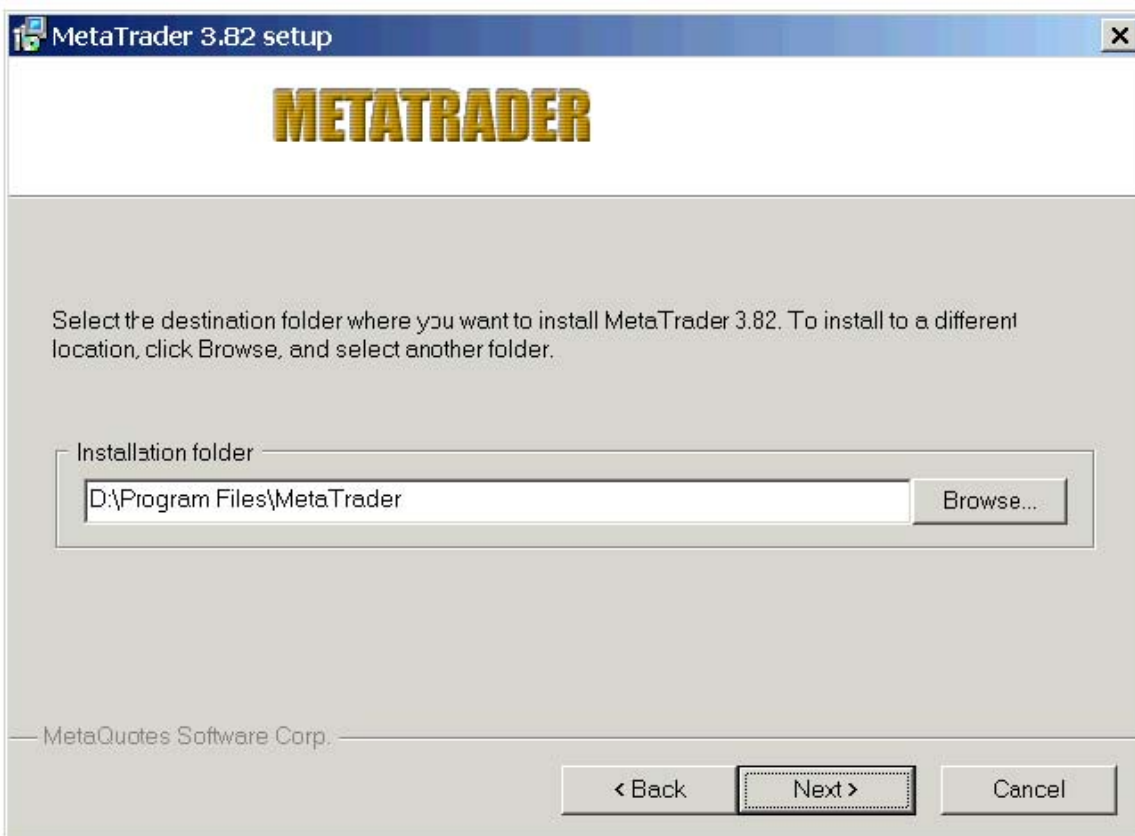 MetaTrader 3.82 setup
METATRADER
Select the destination folder where you want to install MetaTrader 3.82. To install to a different
location, click Browse, and select another folder.
Installation folder
D:\Program Files\MetaTrader
Browse...
MetaQuotes Software Corp.
< Back
Next >
Cancel